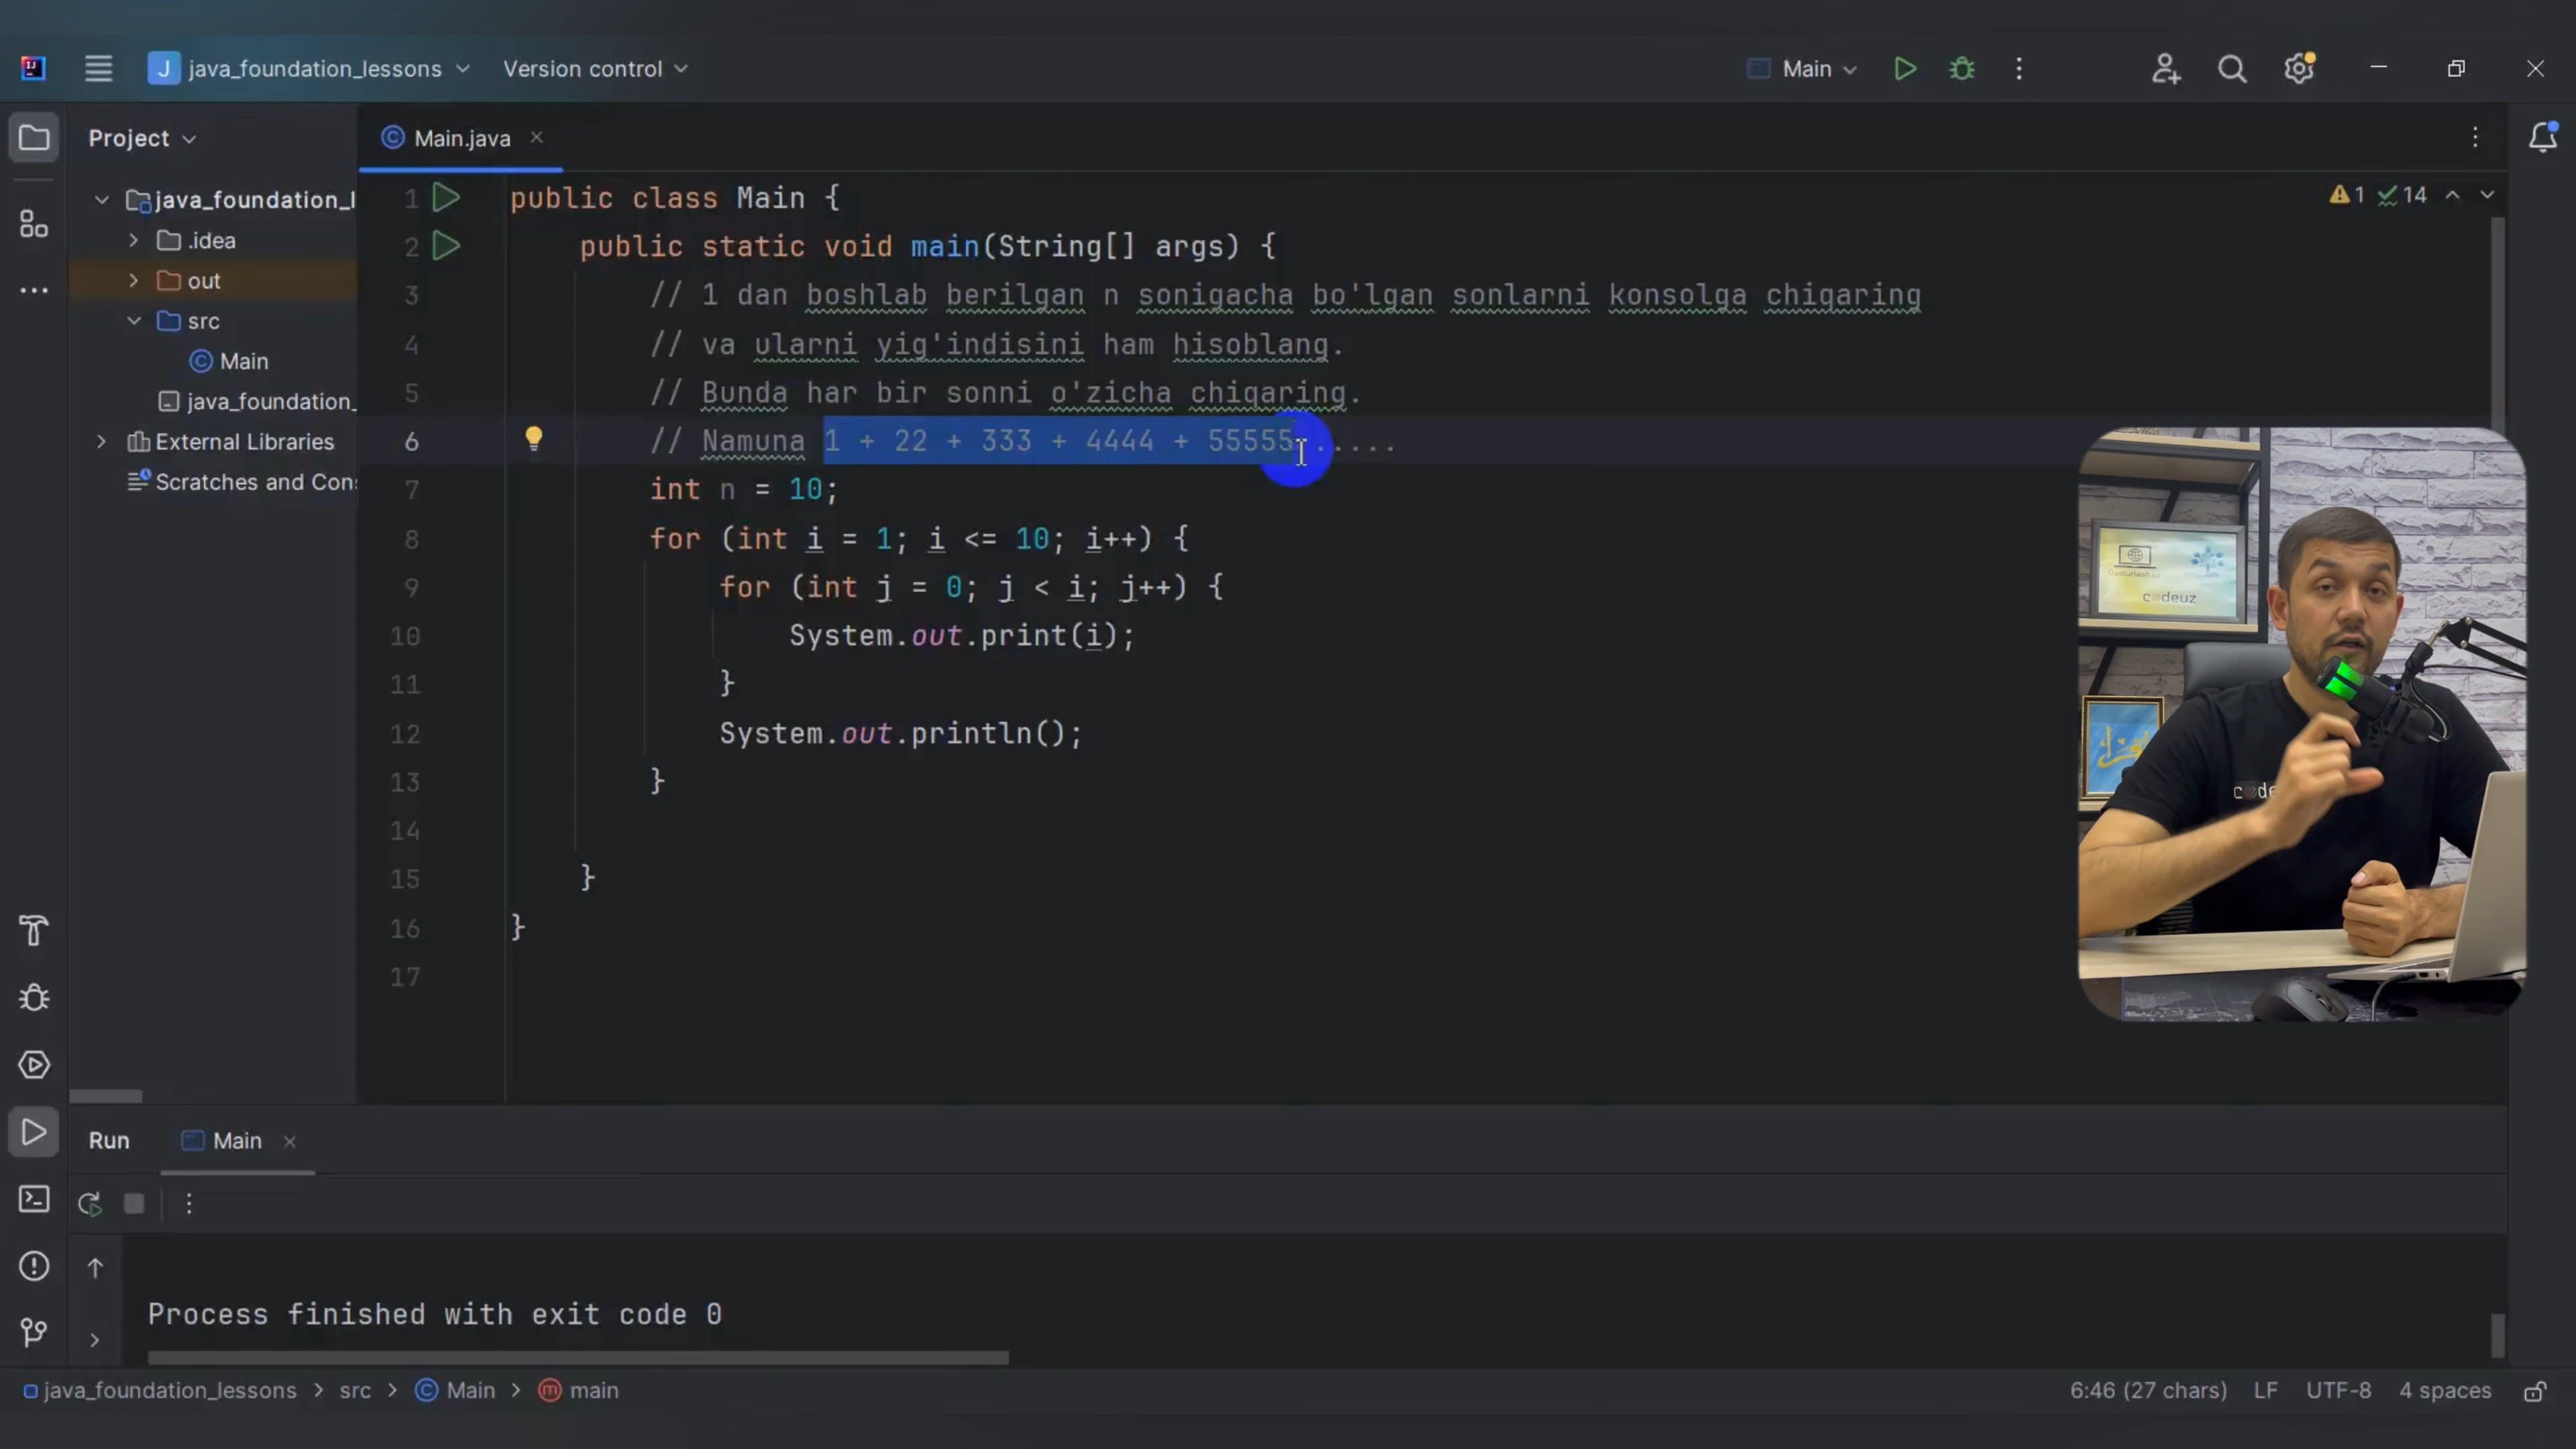 java_foundation_lessons
Version control
Main
Project
Main.java
java_foundation_l
.idea
out
src
Main
java_foundation_
External Libraries
Scratches and Con
1
2
3
4
5
6
7
8
9
10
11
12
13
14
15
16
17
public class Main {
public static void main(String[] args) {
// 1 dan boshlab berilgan n sonigacha bo'lgan sonlarni konsolga chiqaring
// va ularni yig'indisini ham hisoblang.
// Bunda har bir sonni o'zicha chiqaring.
// Namuna 1 + 22 + 333 + 4444 + 55555 .....
int n = 10;
for (int i = 1; i <= 10; i++) {
for (int j = 0; j < i; j++) {
System.out.print(i);
}
System.out.println();
}
}
}
1 14
codeuz
Run
Main
Process finished with exit code 0
java_foundation_lessons > src > Main > main
6:46 (27 chars) LF UTF-8 4 spaces